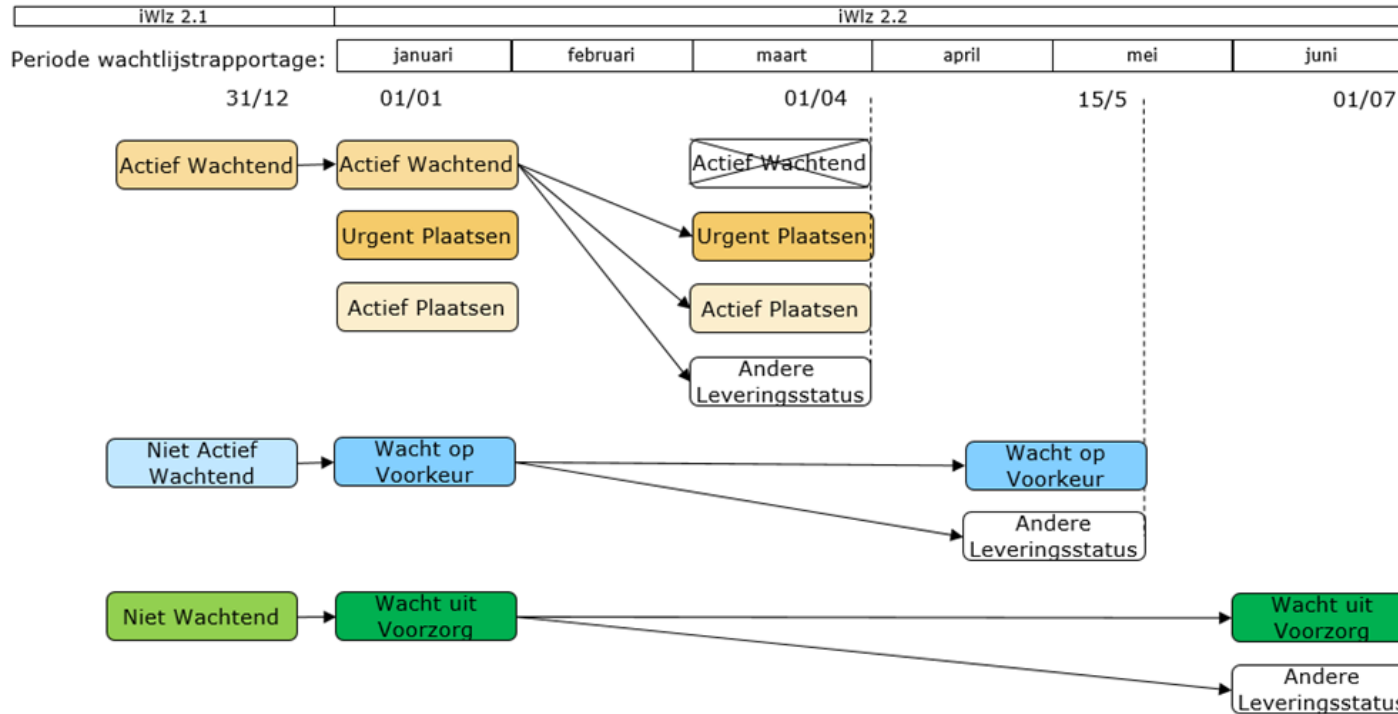 iWlz 2.1
iWlz 2.2
Periode wachtlijstrapportage:
januari
februari
maart
april
mei
juni
31/12
01/01
01/04
15/5
01/07
Actief Wachtend
Actief Wachtend
Actief Wachtend
Urgent Plaatsen
Urgent Plaatsen
Actief Plaatsen
Actief Plaatsen
Andere
Leveringsstatus
Niet Actief
Wachtend
Wacht op
Voorkeur
Wacht op
Voorkeur
Andere
Leveringsstatus
Niet Wachtend
Wacht uit
Voorzorg
Wacht uit
Voorzorg
Andere
Leveringsstatus